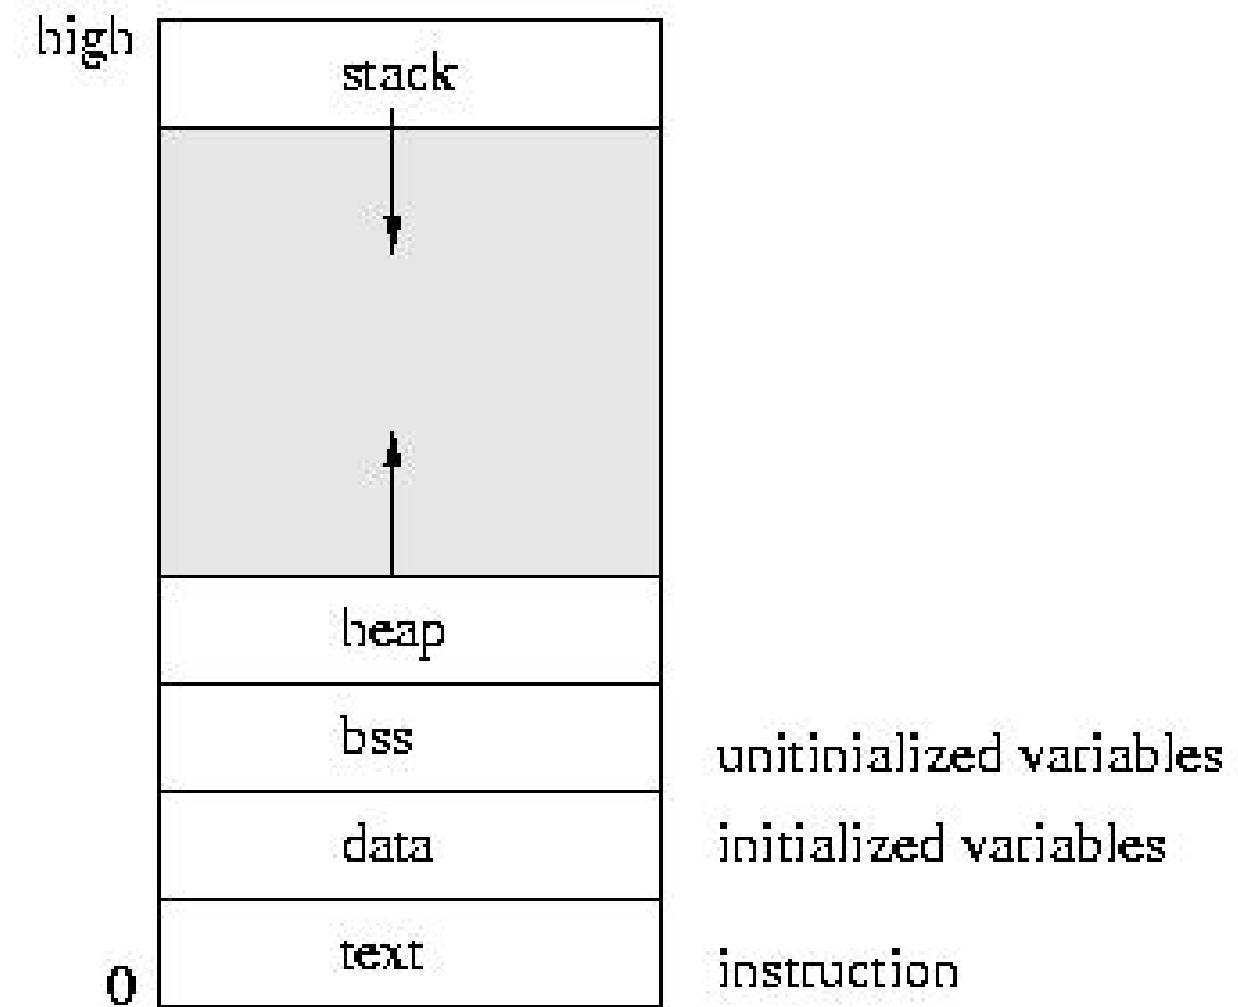 high
stack
heap
bss
unitinialized variables
data
initialized variables
text
instruction
0